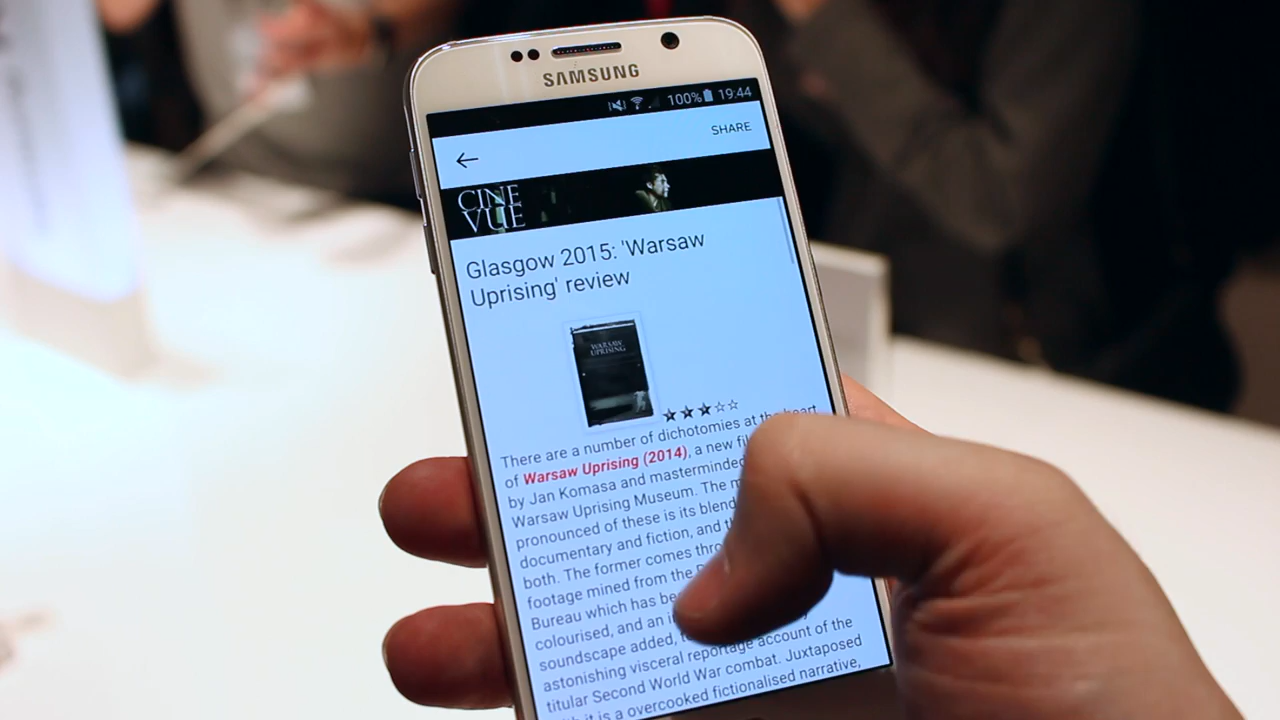 SAMSUNG
100% 19:44
SHARE
CINE
VUE
Glasgow 2015: 'Warsaw
Uprising' review
WARSAW
UPRISING
There are a number of dichotomies at the heart
of Warsaw Uprising (2014), a new
by Jan Komasa and masterminded
Warsaw Uprising Museum. The
pronounced of these is its blend
documentary and fiction, and
both. The former comes
footage mined from the
Bureau which has
colourised, and an
soundscape added,
astonishing visceral reportage account of the
titular Second World War combat. Juxtaposed
it is a overcooked fictionalised narrative,